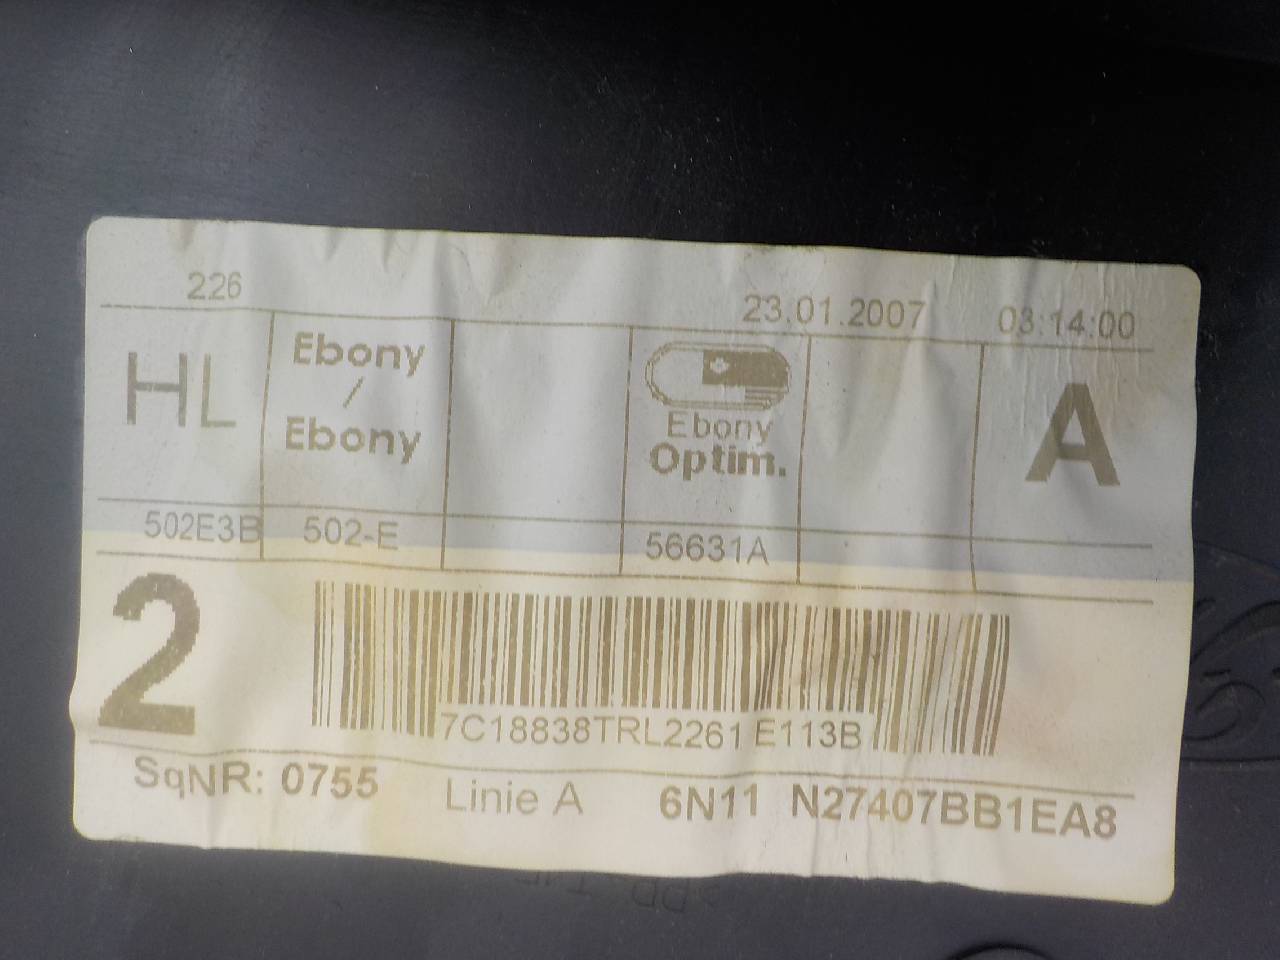 226 23.01.2007 03:14:00
HL Ebony / Ebony Ebony Optim. A
502E3B 502-E 56631A
2
7C18838TRL2261 E113B
SqNR: 0755 Linie A 6N11 N27407BB1EA8